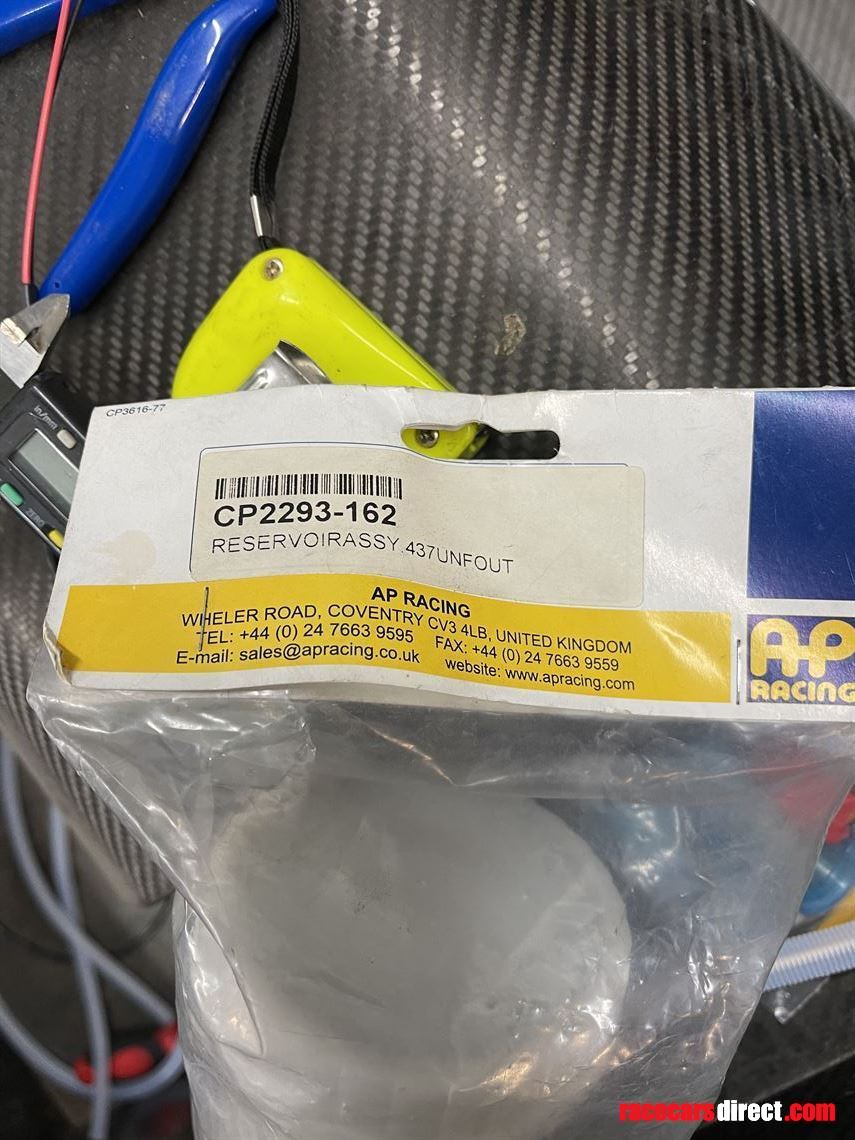 in/mm
ZERO
CP3616-77
CP2293-162
RESERVOIRASSY.437UNFOUT
AP RACING
WHELER ROAD, COVENTRY CV3 4LB, UNITED KINGDOM
TEL: +44 (0) 24 7663 9595 FAX: +44 (0) 24 7663 9559
E-mail: sales@apracing.co.uk website: www.apracing.com
AP
RACING
racecarsdirect.com